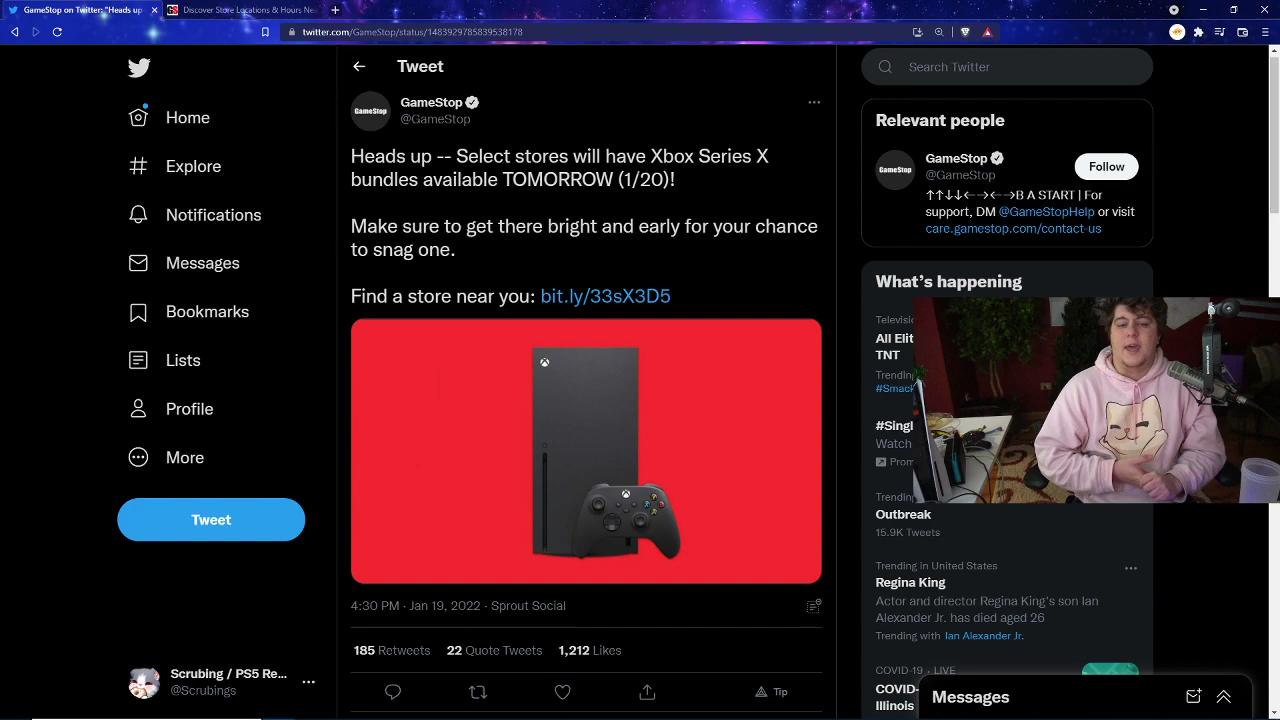 GameStop on Twitter: "Heads up
Discover Store Locations & Hours Ne
twitter.com/GameStop/status/1483929785839538178
Home
Explore
Notifications
Messages
Bookmarks
Lists
Profile
More
Tweet
Scrubing / PS5 Re...
@Scrubings
Tweet
GameStop
GameStop
@GameStop
Heads up -- Select stores will have Xbox Series X
bundles available TOMORROW (1/20)!
Make sure to get there bright and early for your chance
to snag one.
Find a store near you: bit.ly/33sX3D5
4:30 PM · Jan 19, 2022 · Sprout Social
185 Retweets 22 Quote Tweets 1,212 Likes
Tip
Search Twitter
Relevant people
GameStop
GameStop
@GameStop
Follow
↑↑↓↓←→←→B A START | For
support, DM @GameStopHelp or visit
care.gamestop.com/contact-us
What's happening
Televisio
All Elit
TNT
Trending
#Smack
#Singl
Watch
Prom
Trending
Outbreak
15.9K Tweets
Trending in United States
Regina King
Actor and director Regina King's son Ian
Alexander Jr. has died aged 26
Trending with Ian Alexander Jr.
COVID-19 · LIVE
COVID-
Illinois
Messages